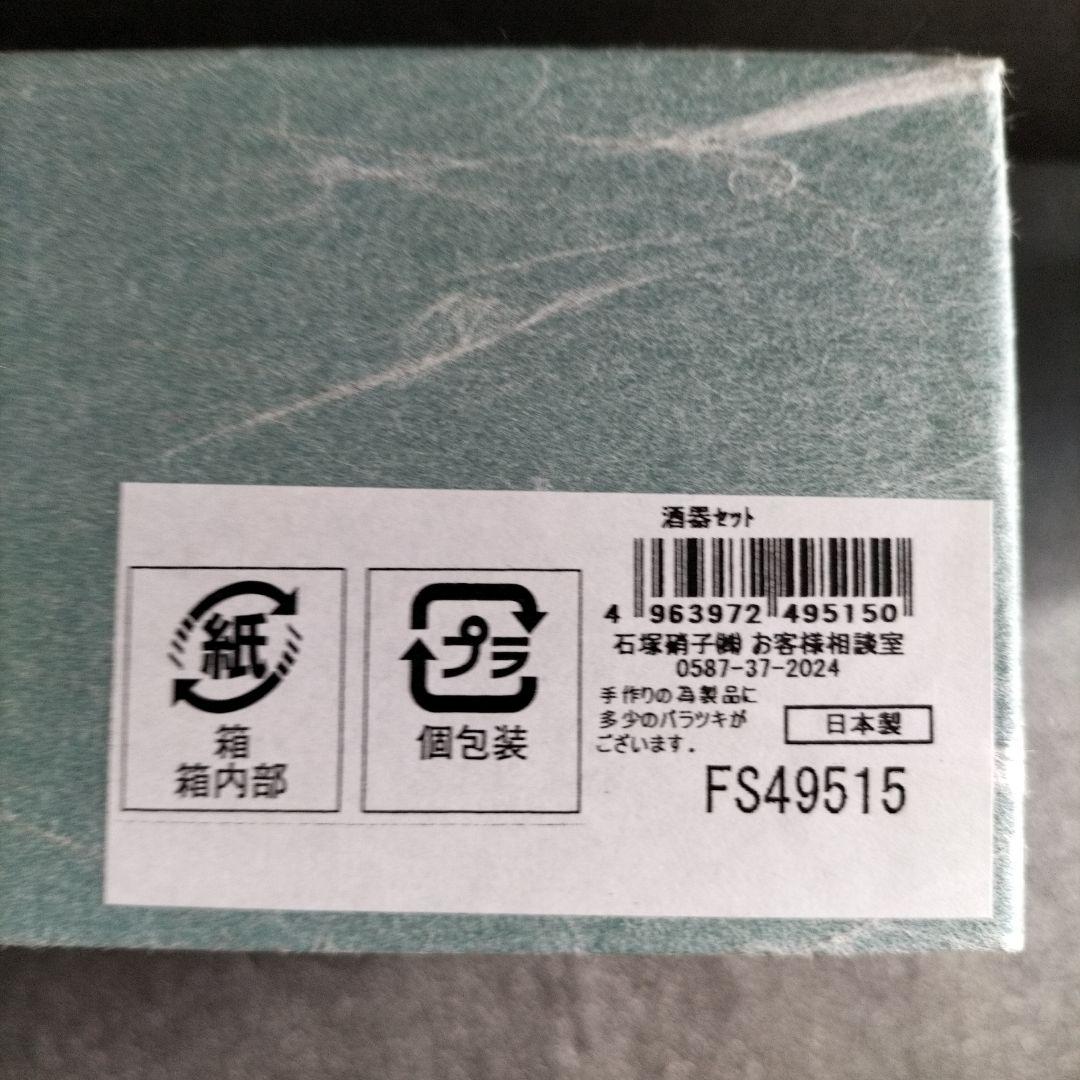 酒器セット
4 963972 495150
石塚硝子㈱ お客様相談室
0587-37-2024
手作りの為製品に
多少のバラツキが
ございます.
日本製
FS49515
紙
箱
箱内部
プラ
個包装